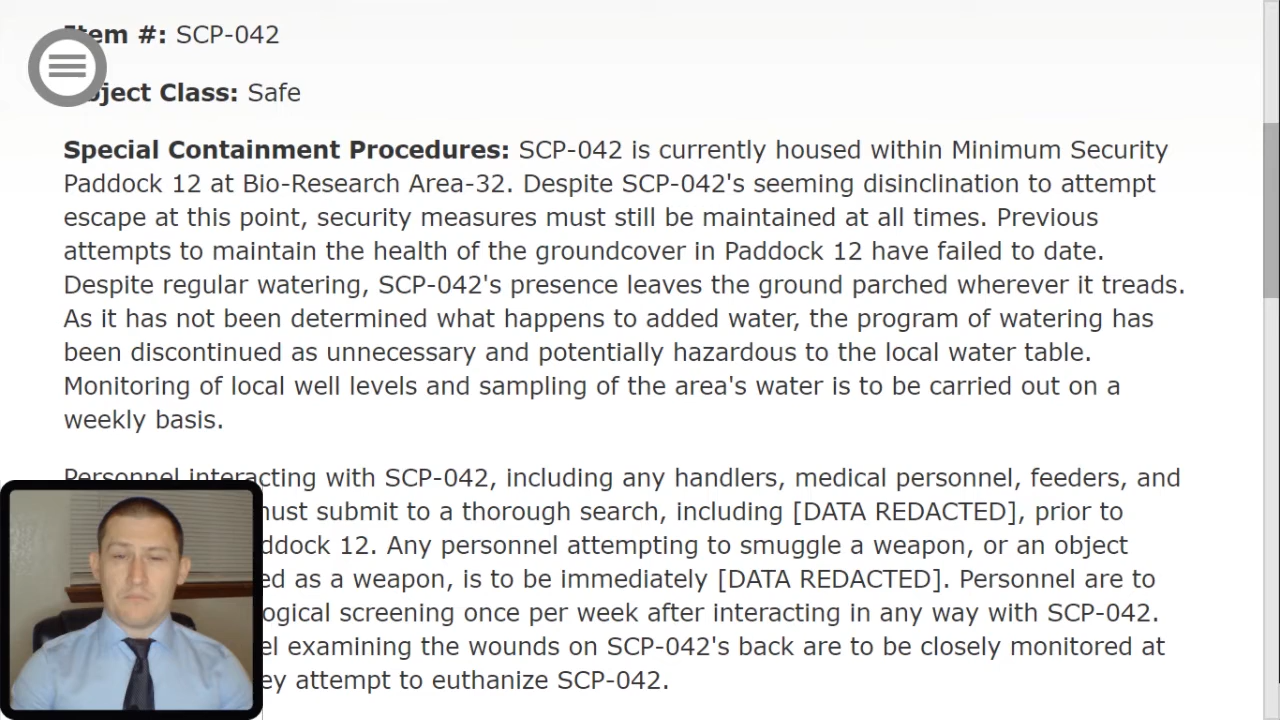 tem #: SCP-042
ject Class: Safe
Special Containment Procedures: SCP-042 is currently housed within Minimum Security
Paddock 12 at Bio-Research Area-32. Despite SCP-042's seeming disinclination to attempt
escape at this point, security measures must still be maintained at all times. Previous
attempts to maintain the health of the groundcover in Paddock 12 have failed to date.
Despite regular watering, SCP-042's presence leaves the ground parched wherever it treads.
As it has not been determined what happens to added water, the program of watering has
been discontinued as unnecessary and potentially hazardous to the local water table.
Monitoring of local well levels and sampling of the area's water is to be carried out on a
weekly basis.
Personnel interacting with SCP-042, including any handlers, medical personnel, feeders, and
must submit to a thorough search, including [DATA REDACTED], prior to
ddock 12. Any personnel attempting to smuggle a weapon, or an object
ed as a weapon, is to be immediately [DATA REDACTED]. Personnel are to
ogical screening once per week after interacting in any way with SCP-042.
el examining the wounds on SCP-042's back are to be closely monitored at
ey attempt to euthanize SCP-042.